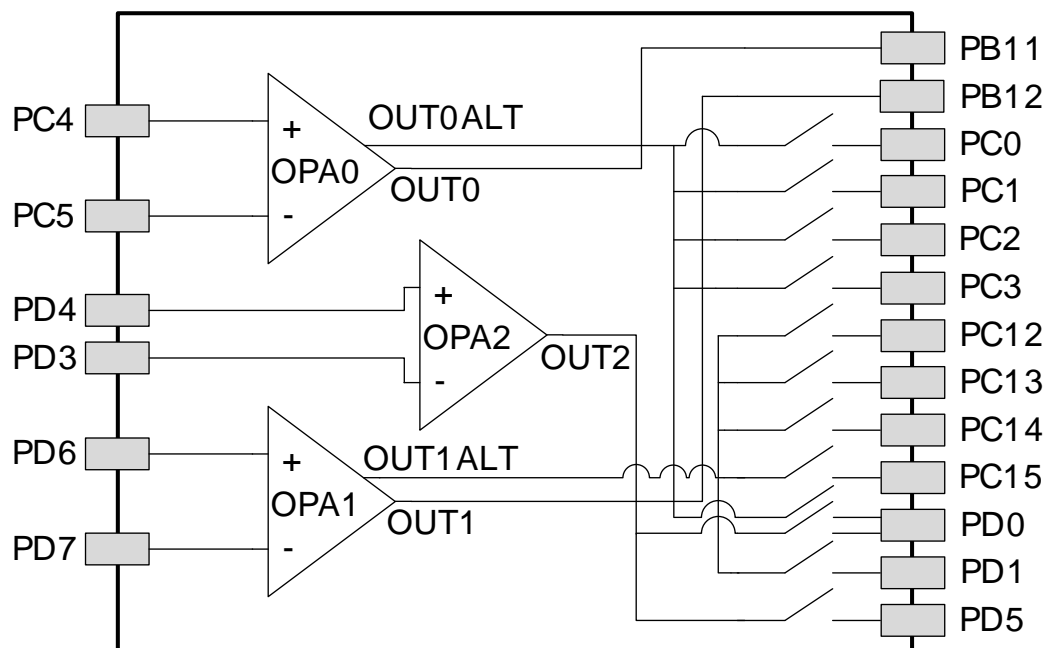 PB11
PB12
PC4
+
OUT0ALT
OPA0
PC0
OUT0
PC1
PC5
-
PC2
PC3
PD4
+
OPA2
PC12
PD3
OUT2
-
PC13
PC14
PD6
+
OUT1ALT
PC15
OPA1
OUT1
PD0
PD7
-
PD1
PD5